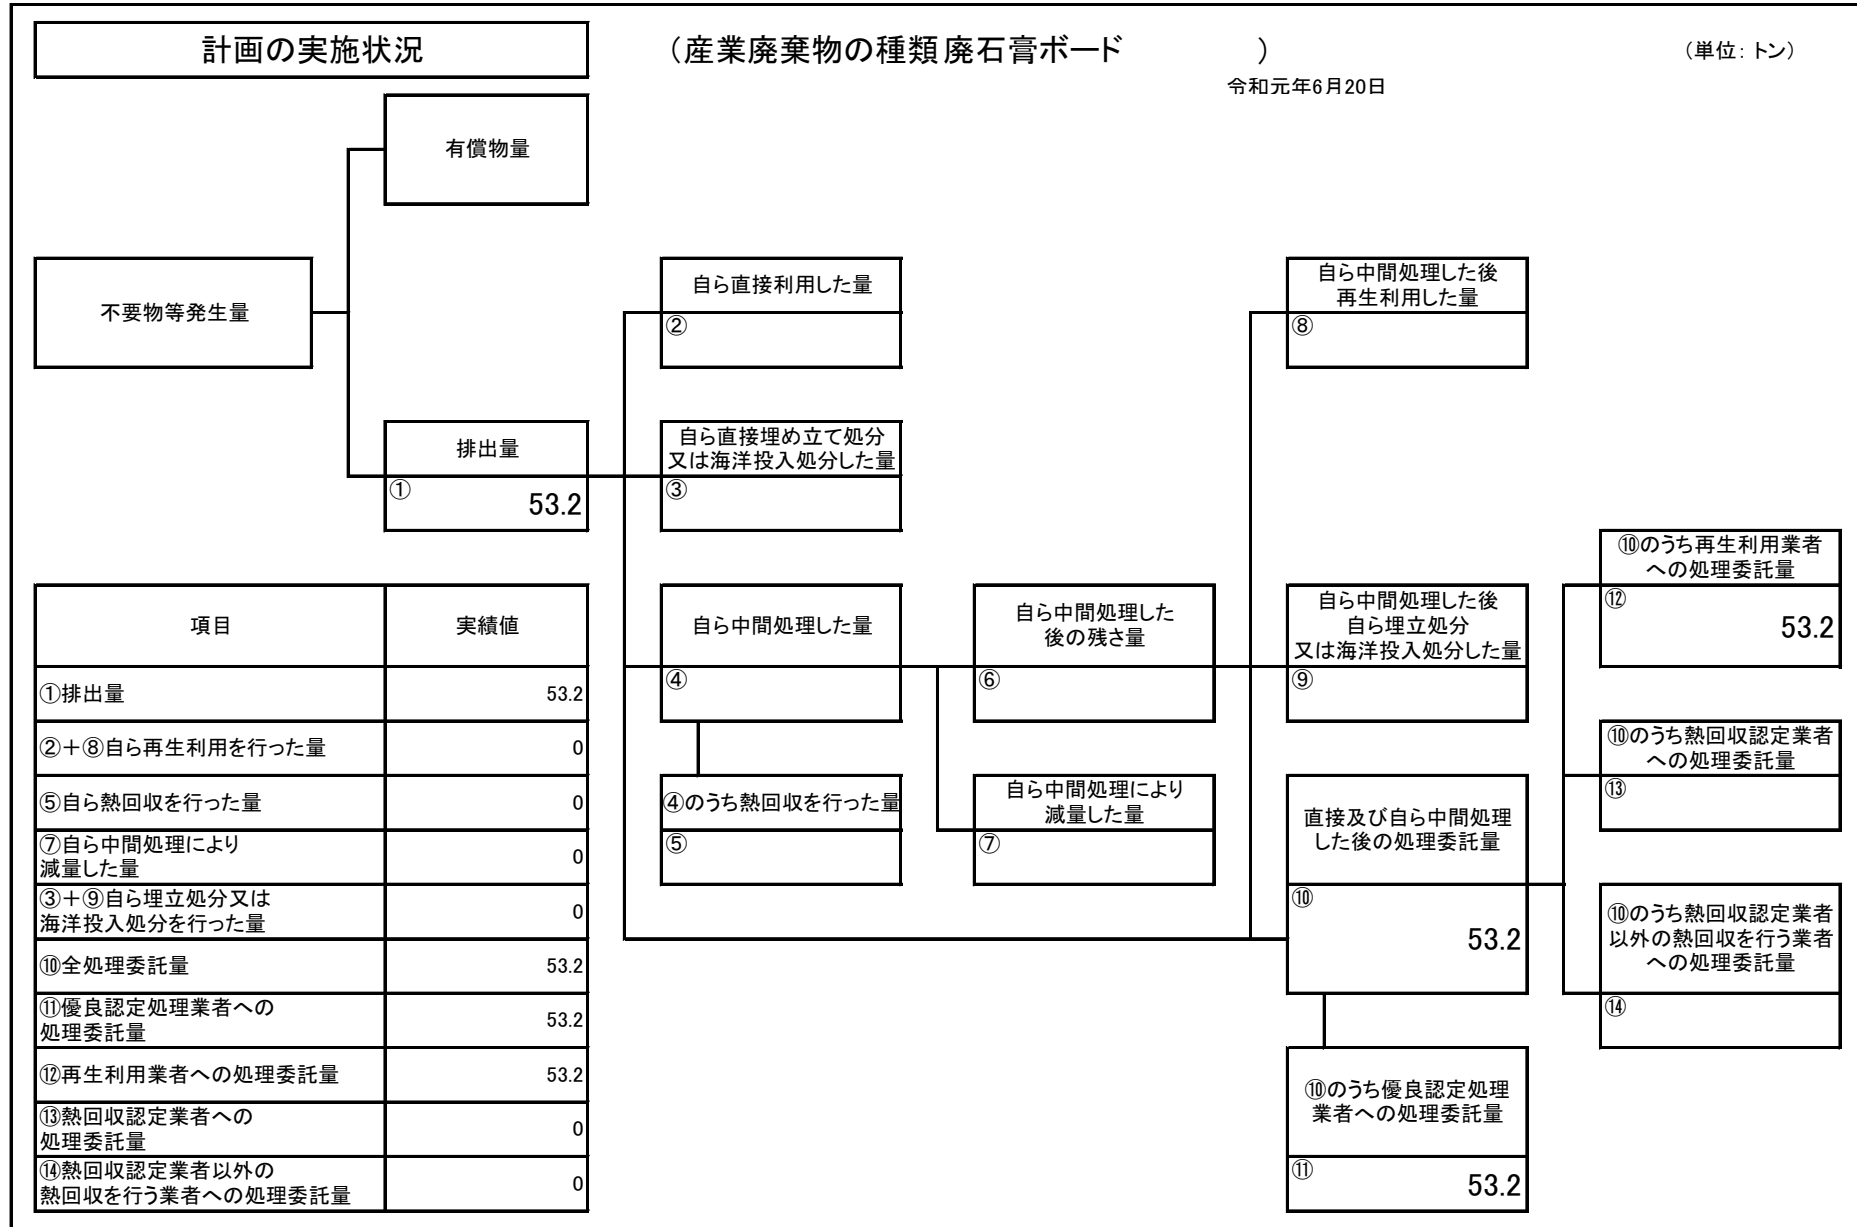 計画の実施状況
（産業廃棄物の種類 廃石膏ボード　　　　）
（単位：トン）
令和元年6月20日
有償物量
不要物等発生量
自ら直接利用した量
②
自ら中間処理した後
再生利用した量
⑧
排出量
①
53.2
自ら直接埋め立て処分
又は海洋投入処分した量
③
⑩のうち再生利用業者
への処理委託量
⑫
53.2
自ら中間処理した量
④
自ら中間処理した
後の残さ量
⑥
自ら中間処理した後
自ら埋立処分
又は海洋投入処分した量
⑨
⑩のうち熱回収認定業者
への処理委託量
⑬
④のうち熱回収を行った量
⑤
自ら中間処理により
減量した量
⑦
直接及び自ら中間処理
した後の処理委託量
⑩
53.2
⑩のうち熱回収認定業者
以外の熱回収を行う業者
への処理委託量
⑭
⑩のうち優良認定処理
業者への処理委託量
⑪
53.2
項目 実績値
①排出量 53.2
②＋⑧自ら再生利用を行った量 0
⑤自ら熱回収を行った量 0
⑦自ら中間処理により
減量した量 0
③＋⑨自ら埋立処分又は
海洋投入処分を行った量 0
⑩全処理委託量 53.2
⑪優良認定処理業者への
処理委託量 53.2
⑫再生利用業者への処理委託量 53.2
⑬熱回収認定業者への
処理委託量 0
⑭熱回収認定業者以外の
熱回収を行う業者への処理委託量 0